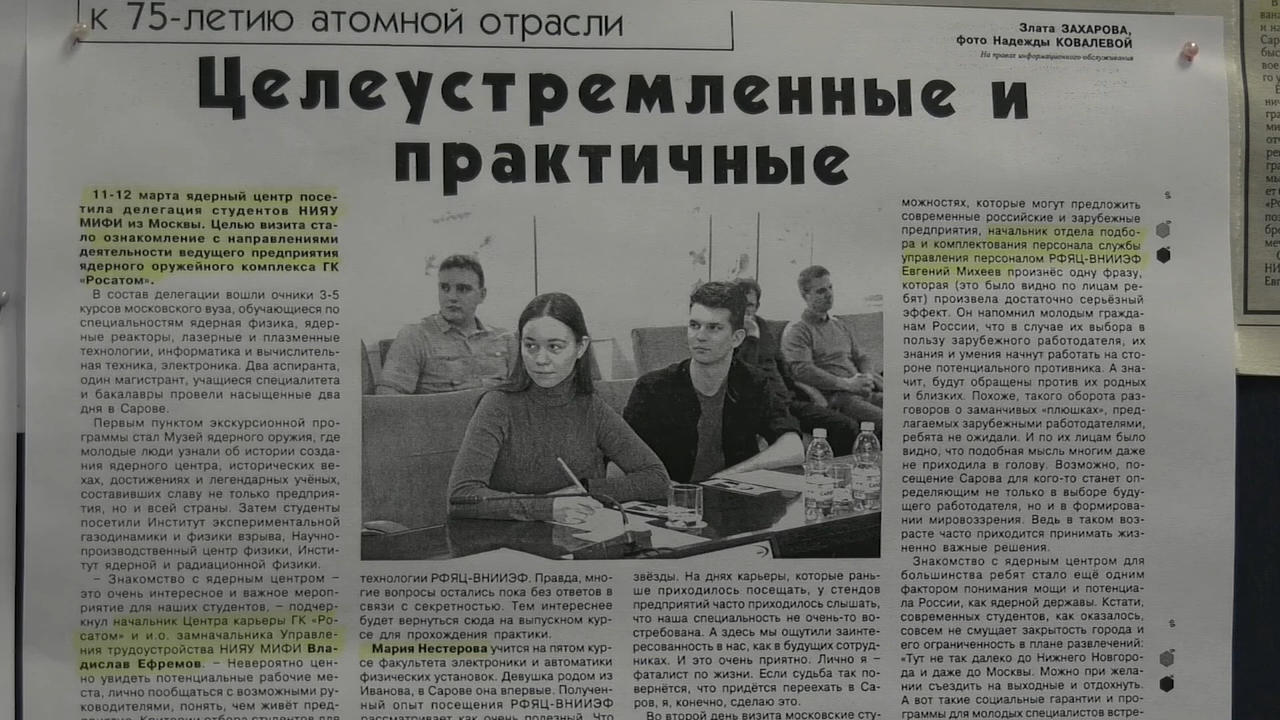 к 75-летию атомной отрасли
Злата ЗАХАРОВА,
фото Надежды КОВАЛЕВОЙ
На правах информационного обслуживания
Целеустремленные и
практичные
11-12 марта ядерный центр посе-
тила делегация студентов НИЯУ
МИФИ из Москвы. Целью визита ста-
ло ознакомление с направлениями
деятельности ведущего предприятия
ядерного оружейного комплекса ГК
«Росатом».
В состав делегации вошли очники 3-5
курсов московского вуза, обучающиеся по
специальностям ядерная физика, ядер-
ные реакторы, лазерные и плазменные
технологии, информатика и вычислитель-
ная техника, электроника. Два аспиранта,
один магистрант, учащиеся специалитета
и бакалавры провели насыщенные два
дня в Сарове.
Первым пунктом экскурсионной про-
граммы стал Музей ядерного оружия, где
молодые люди узнали об истории созда-
ния ядерного центра, исторических ве-
хах, достижениях и легендарных учёных,
составивших славу не только предприя-
тия, но и всей страны. Затем студенты
посетили Институт экспериментальной
газодинамики и физики взрыва, Научно-
производственный центр физики, Инсти-
тут ядерной и радиационной физики.
– Знакомство с ядерным центром –
это очень интересное и важное мероп-
риятие для наших студентов, – подчер-
кнул начальник Центра карьеры ГК «Ро-
сатом» и и.о. замначальника Управле-
ния трудоустройства НИЯУ МИФИ Вла-
дислав Ефремов. – Невероятно цен-
но увидеть потенциальные рабочие ме-
ста, лично пообщаться с возможными ру-
ководителями, понять, чем живёт пред-
технологии РФЯЦ-ВНИИЭФ. Правда, мно-
гие вопросы остались пока без ответов в
связи с секретностью. Тем интереснее
будет вернуться сюда на выпускном кур-
се для прохождения практики.
Мария Нестерова учится на пятом кур-
се факультета электроники и автоматики
физических установок. Девушка родом из
Иванова, в Сарове она впервые. Получен-
ный опыт посещения РФЯЦ-ВНИИЭФ
рассматривает как очень полезный. Что
звёзды. На днях карьеры, которые рань-
ше приходилось посещать, у стендов
предприятий часто приходилось слышать,
что наша специальность не очень-то во-
стребована. А здесь мы ощутили заинте-
ресованность в нас, как в будущих сотруд-
никах. И это очень приятно. Лично я –
фаталист по жизни. Если судьба так по-
вернётся, что придётся переехать в Са-
ров, я, конечно, сделаю это.
Во второй день визита московские сту-
можностях, которые могут предложить
современные российские и зарубежные
предприятия, начальник отдела подбо-
ра и комплектования персонала службы
управления персоналом РФЯЦ-ВНИИЭФ
Евгений Михеев произнёс одну фразу,
которая (это было видно по лицам ре-
бят) произвела достаточно серьёзный
эффект. Он напомнил молодым гражда-
нам России, что в случае их выбора в
пользу зарубежного работодателя, их
знания и умения начнут работать на сто-
роне потенциального противника. А зна-
чит, будут обращены против их родных
и близких. Похоже, такого оборота раз-
говоров о заманчивых «плюшках», пред-
лагаемых зарубежными работодателями,
ребята не ожидали. И по их лицам было
видно, что подобная мысль многим даже
не приходила в голову. Возможно, по-
сещение Сарова для кого-то станет оп-
ределяющим не только в выборе буду-
щего работодателя, но и в формирова-
нии мировоззрения. Ведь в таком воз-
расте часто приходится принимать жиз-
ненно важные решения.
Знакомство с ядерным центром для
большинства ребят стало ещё одним
фактором понимания мощи и потенциа-
ла России, как ядерной державы. Кстати,
современных студентов, как оказалось,
совсем не смущает закрытость города и
его ограниченность в плане развлечений:
«Тут не так далеко до Нижнего Новгоро-
да и даже до Москвы. Можно при жела-
нии съездить на выходные и отдохнуть.
А вот такие социальные гарантии и про-
граммы для молодых специалистов встре-